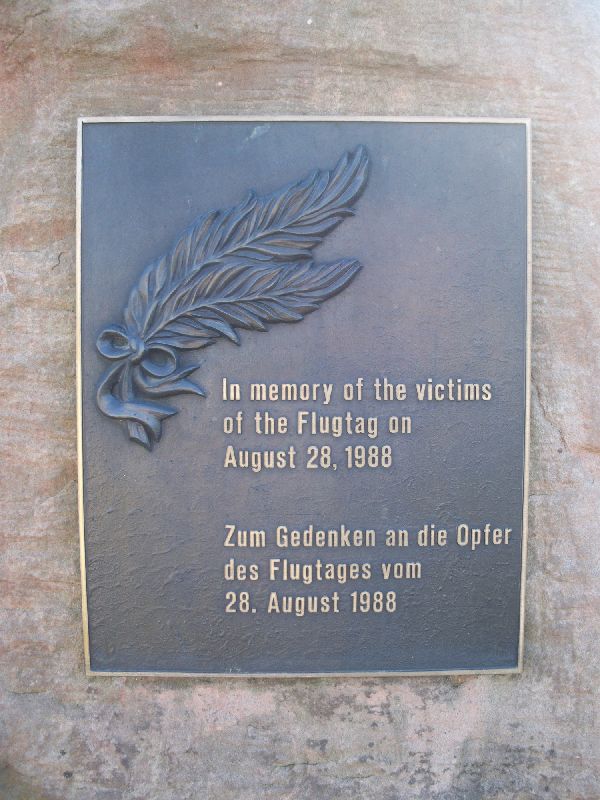 In memory of the victims
of the Flugtag on
August 28, 1988
Zum Gedenken an die Opfer
des Flugtages vom
28. August 1988